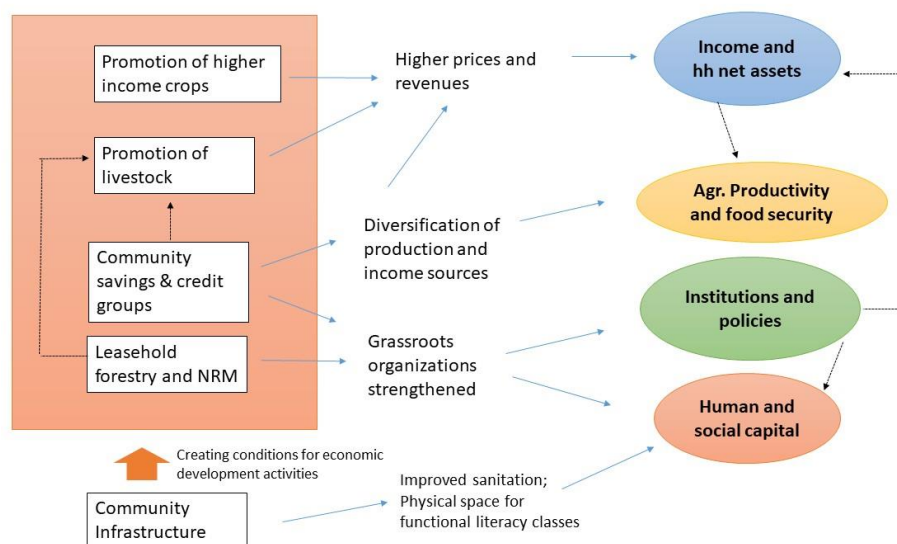 Promotion of higher
income crops
Promotion of
livestock
Community
savings & credit
groups
Leasehold
forestry and NRM
Creating conditions for economic
development activities
Community
Infrastructure
Higher prices and
revenues
Diversification of
production and
income sources
Grassroots
organizations
strengthened
Improved sanitation;
Physical space for
functional literacy classes
Income and
hh net assets
Agr. Productivity
and food security
Institutions and
policies
Human and
social capital